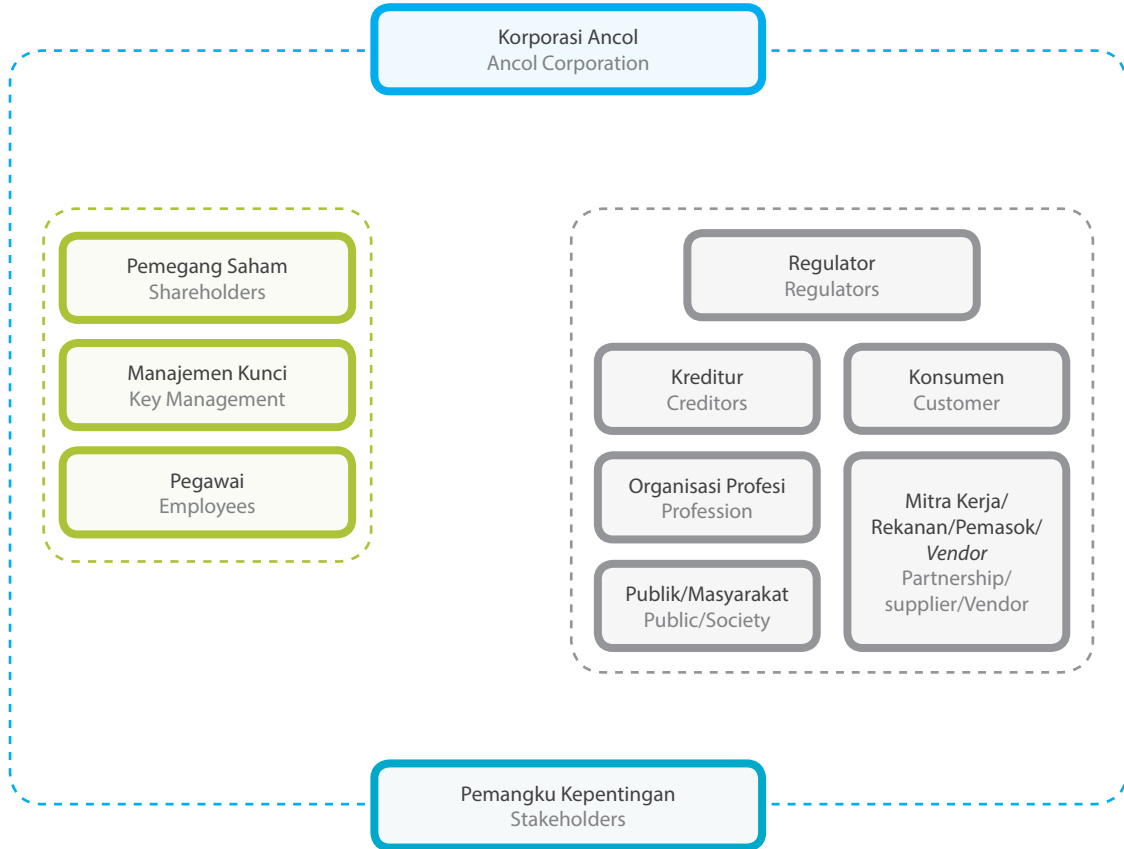 Korporasi Ancol
Ancol Corporation
Pemegang Saham
Shareholders
Manajemen Kunci
Key Management
Pegawai
Employees
Regulator
Regulators
Kreditur
Creditors
Konsumen
Customer
Organisasi Profesi
Profession
Mitra Kerja/
Rekanan/Pemasok/
Vendor
Partnership/
supplier/Vendor
Publik/Masyarakat
Public/Society
Pemangku Kepentingan
Stakeholders